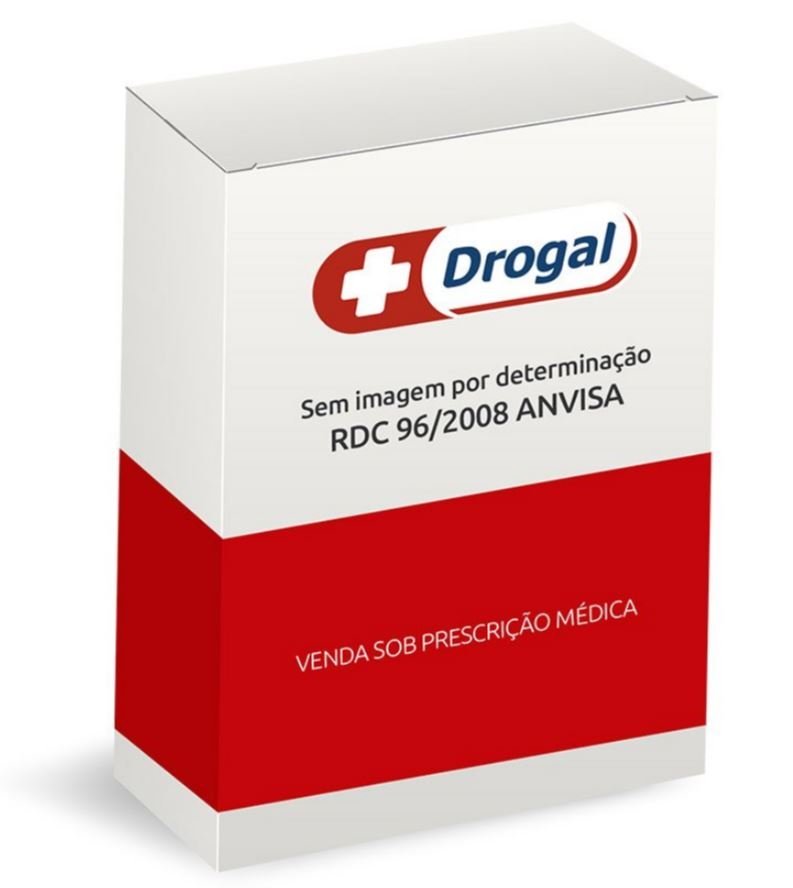 Drogal
Sem imagem por determinação
RDC 96/2008 ANVISA
VENDA SOB PRESCRIÇÃO MÉDICA